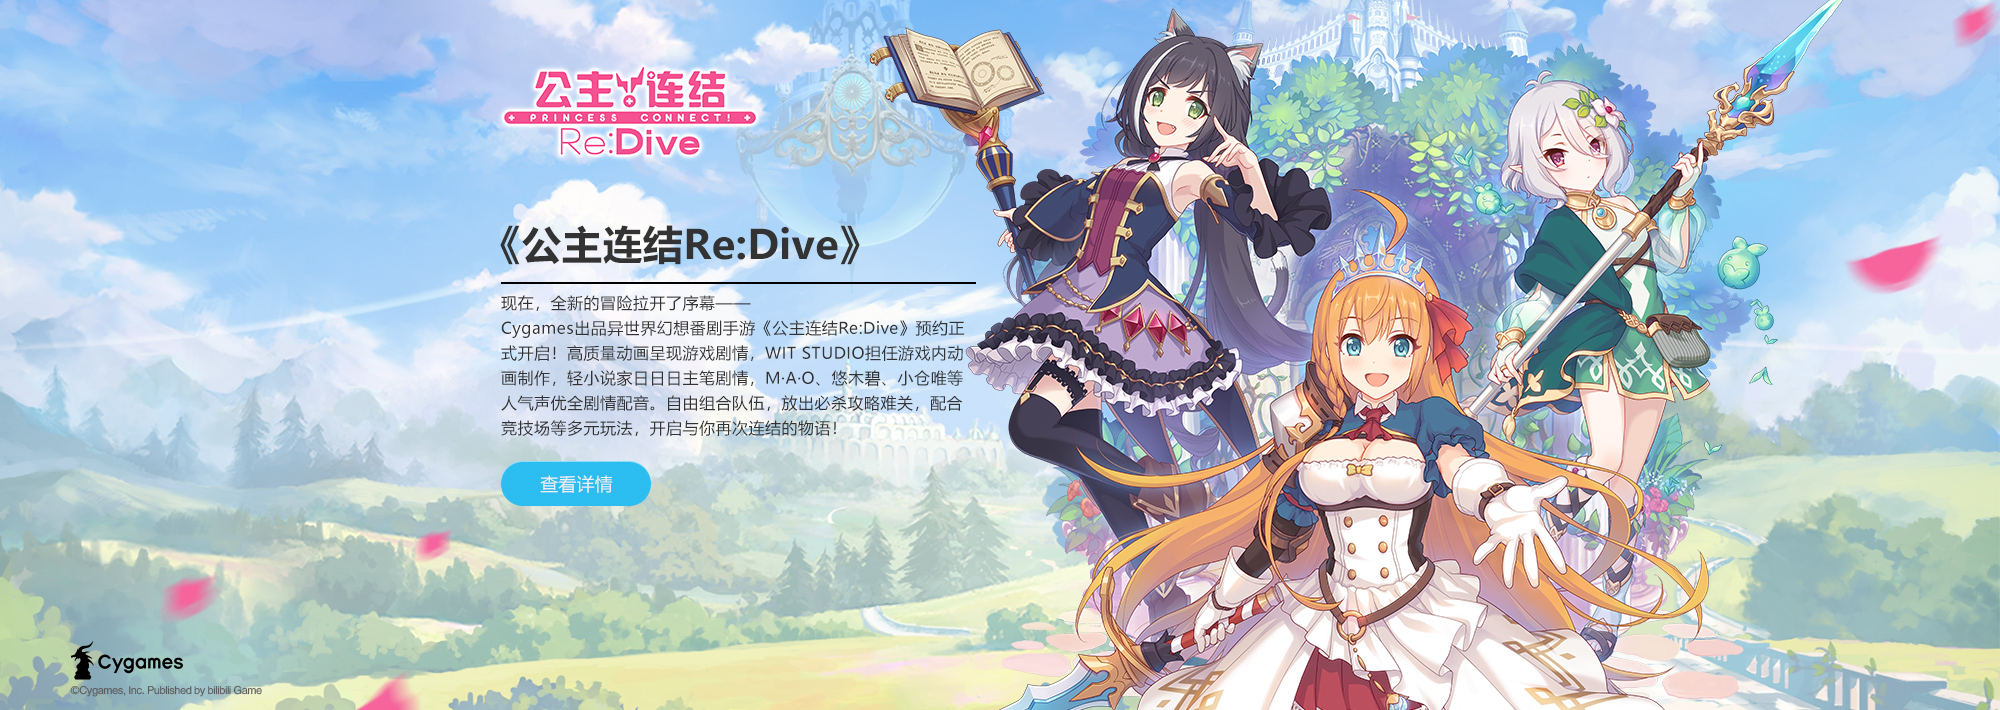 公主连结
PRINCESS CONNECT!
Re:Dive
《公主连结Re:Dive》
现在，全新的冒险拉开了序幕——
Cygames出品异世界幻想番剧手游《公主连结Re:Dive》预约正
式开启！高质量动画呈现游戏剧情，WIT STUDIO担任游戏内动
画制作，轻小说家日日日主笔剧情，M·A·O、悠木碧、小仓唯等
人气声优全剧情配音。自由组合队伍，放出必杀攻略难关，配合
竞技场等多元玩法，开启与你再次连结的物语！
查看详情
Cygames
©Cygames, Inc. Published by bilibili Game